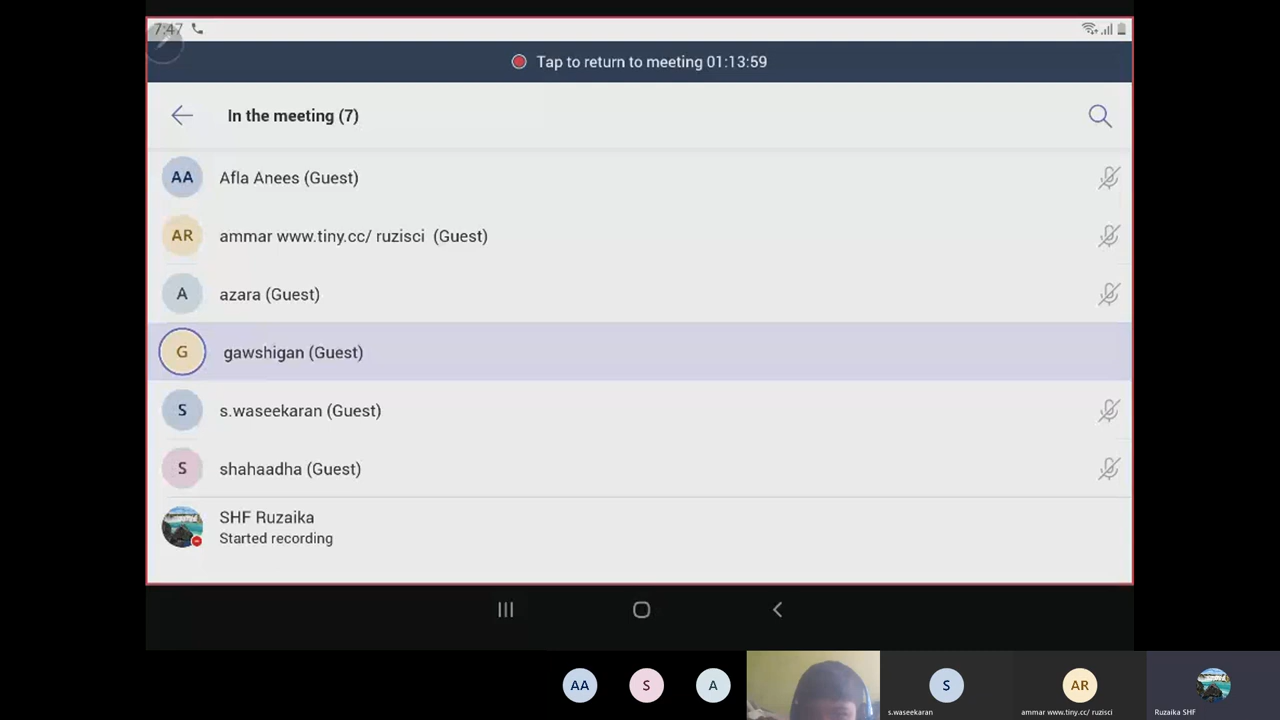 7:47
Tap to return to meeting 01:13:59
In the meeting (7)
AA Afla Anees (Guest)
AR ammar www.tiny.cc/ ruzisci (Guest)
A azara (Guest)
G gawshigan (Guest)
S s.waseekaran (Guest)
S shahaadha (Guest)
SHF Ruzaika
Started recording
AA S A S AR
s.waseekaran ammar www.tiny.cc/ ruzisci Ruzaika SHF